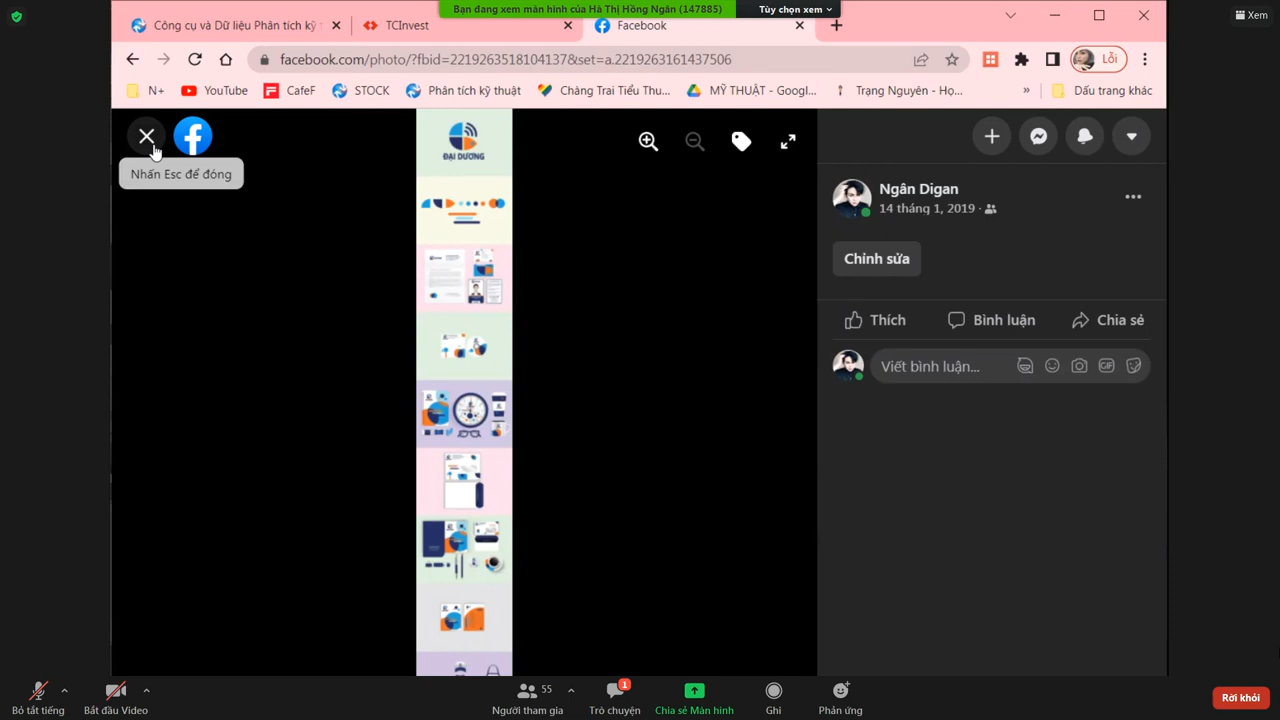 Bạn đang xem màn hình của Hà Thị Hồng Ngân (147885)
Tùy chọn xem
Xem
Công cụ và Dữ liệu Phân tích kỹ t
TCInvest
Facebook
facebook.com/photo/?fbid=2219263518104137&set=a.2219263161437506
Lỗi
N+
YouTube
CafeF
STOCK
Phân tích kỹ thuật
Chàng Trai Tiểu Thu...
MỸ THUẬT - Googl...
Trạng Nguyên - Họ...
»
Dấu trang khác
Nhấn Esc để đóng
ĐẠI DƯƠNG
Ngân Digan
14 tháng 1, 2019 ·
Chỉnh sửa
Thích
Bình luận
Chia sẻ
Viết bình luận...
GIF
55
1
Bỏ tắt tiếng
Bắt đầu Video
Người tham gia
Trò chuyện
Chia sẻ Màn hình
Ghi
Phản ứng
Rời khỏi